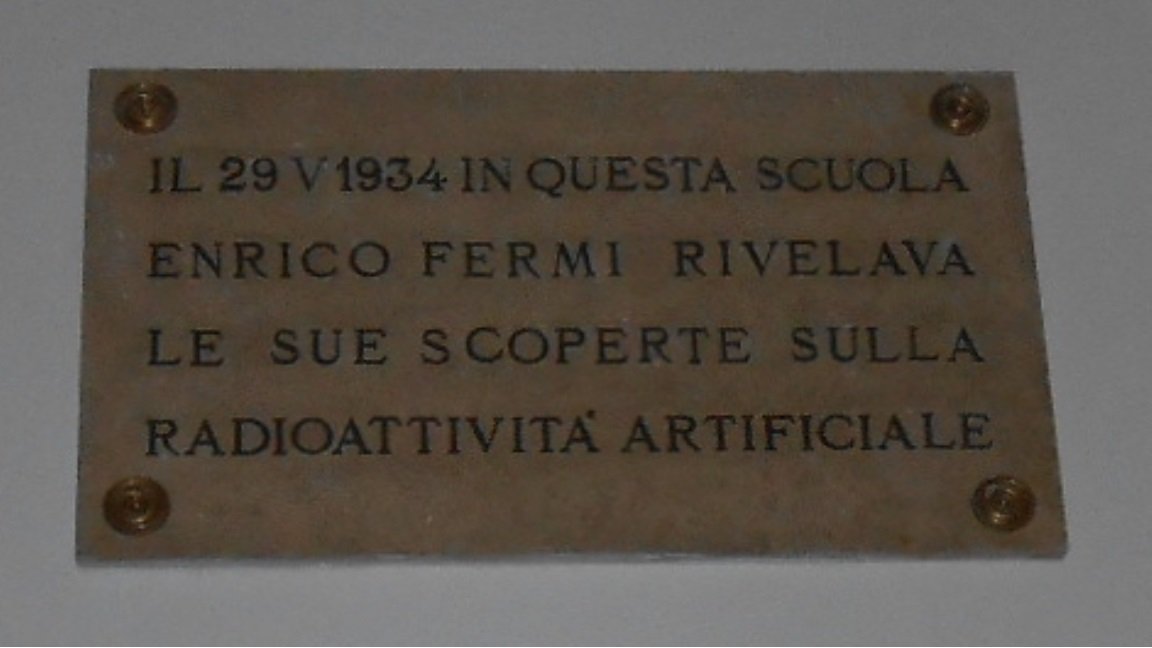 IL 29 V 1934 IN QUESTA SCUOLA
ENRICO FERMI RIVELAVA
LE SUE SCOPERTE SULLA
RADIOATTIVITÀ ARTIFICIALE